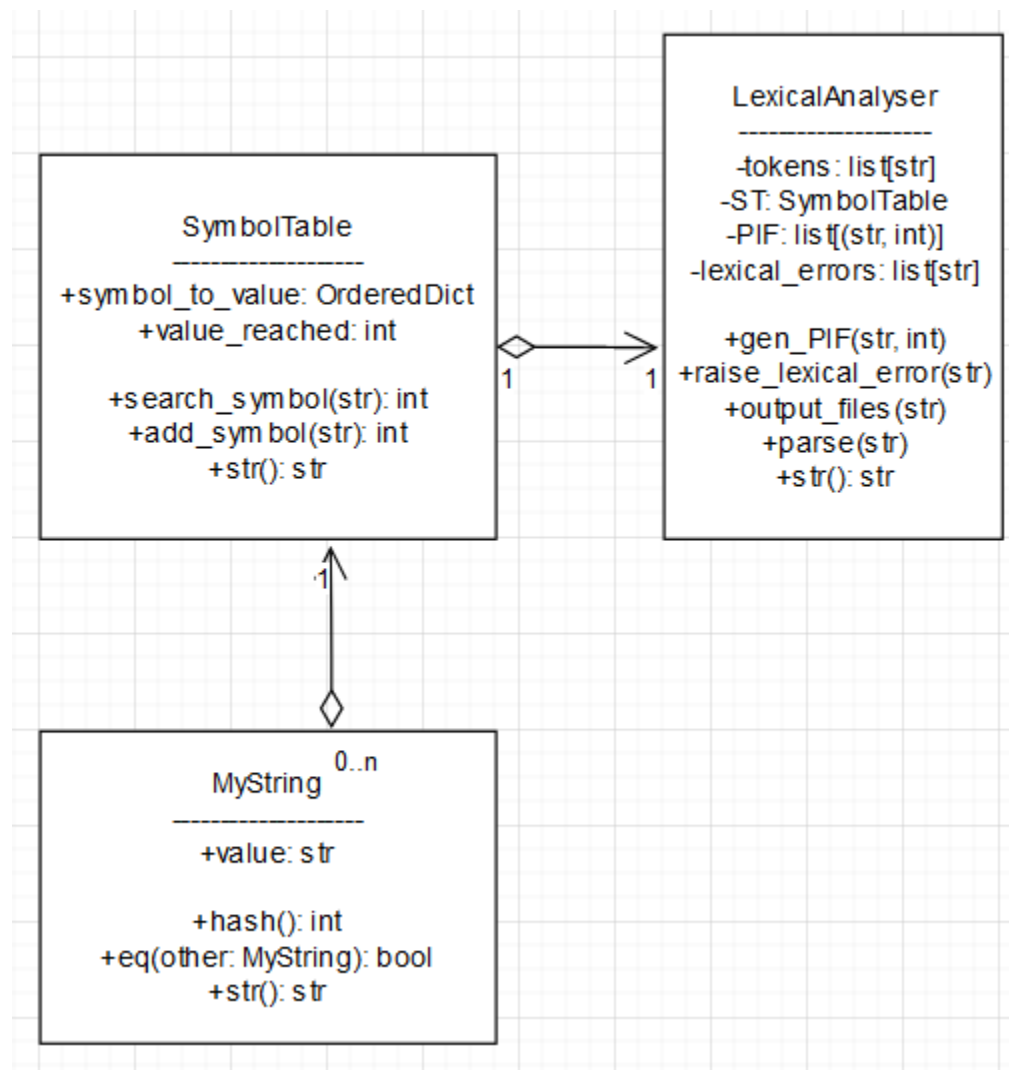 LexicalAnalyser
--------------------
-tokens: list[str]
-ST: SymbolTable
-PIF: list[(str, int)]
-lexical_errors: list[str]
+gen_PIF(str, int)
+raise_lexical_error(str)
+output_files(str)
+parse(str)
+str(): str
SymbolTable
--------------------
+symbol_to_value: OrderedDict
+value_reached: int
+search_symbol(str): int
+add_symbol(str): int
+str(): str
1
1
1
0..n
MyString
--------------------
+value: str
+hash(): int
+eq(other: MyString): bool
+str(): str